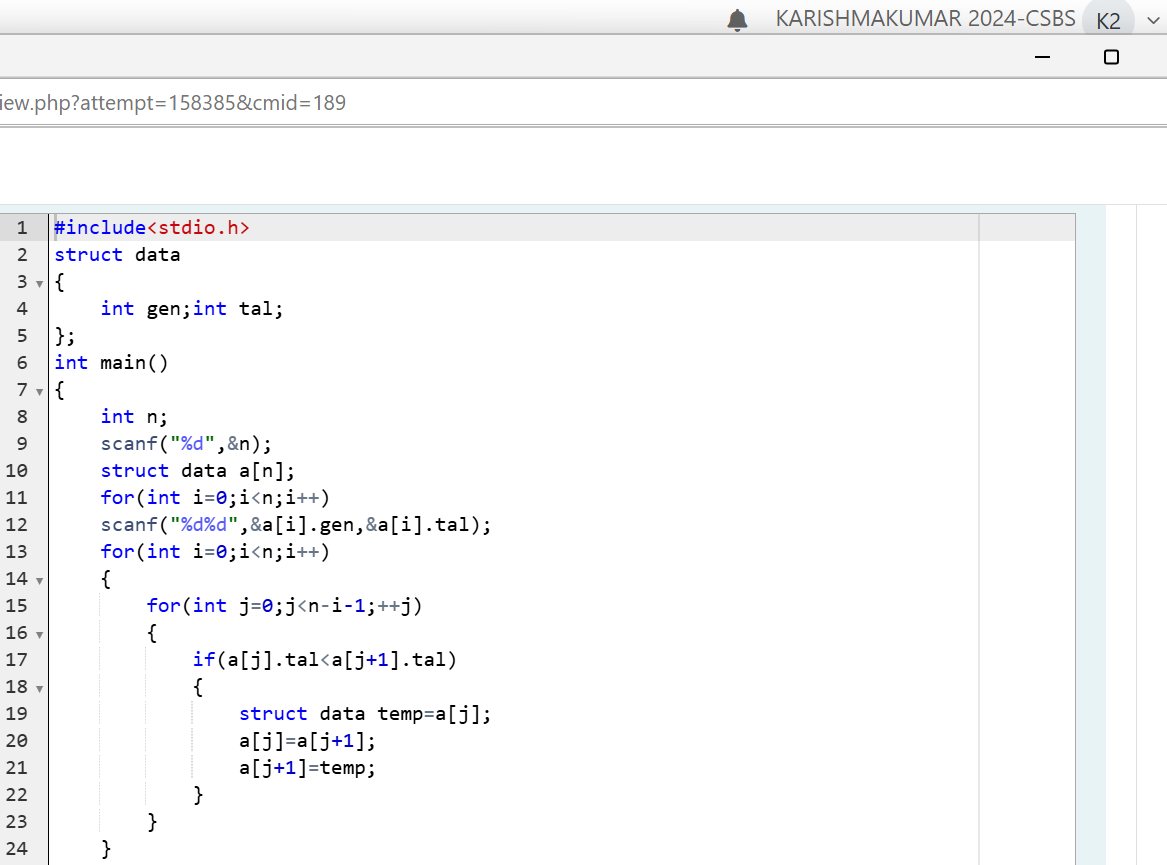 KARISHMAKUMAR 2024-CSBS K2
iew.php?attempt=158385&cmid=189
1 #include<stdio.h>
2 struct data
3 {
4     int gen;int tal;
5 };
6 int main()
7 {
8     int n;
9     scanf("%d",&n);
10     struct data a[n];
11     for(int i=0;i<n;i++)
12     scanf("%d%d",&a[i].gen,&a[i].tal);
13     for(int i=0;i<n;i++)
14     {
15         for(int j=0;j<n-i-1;++j)
16         {
17             if(a[j].tal<a[j+1].tal)
18             {
19                 struct data temp=a[j];
20                 a[j]=a[j+1];
21                 a[j+1]=temp;
22             }
23         }
24     }